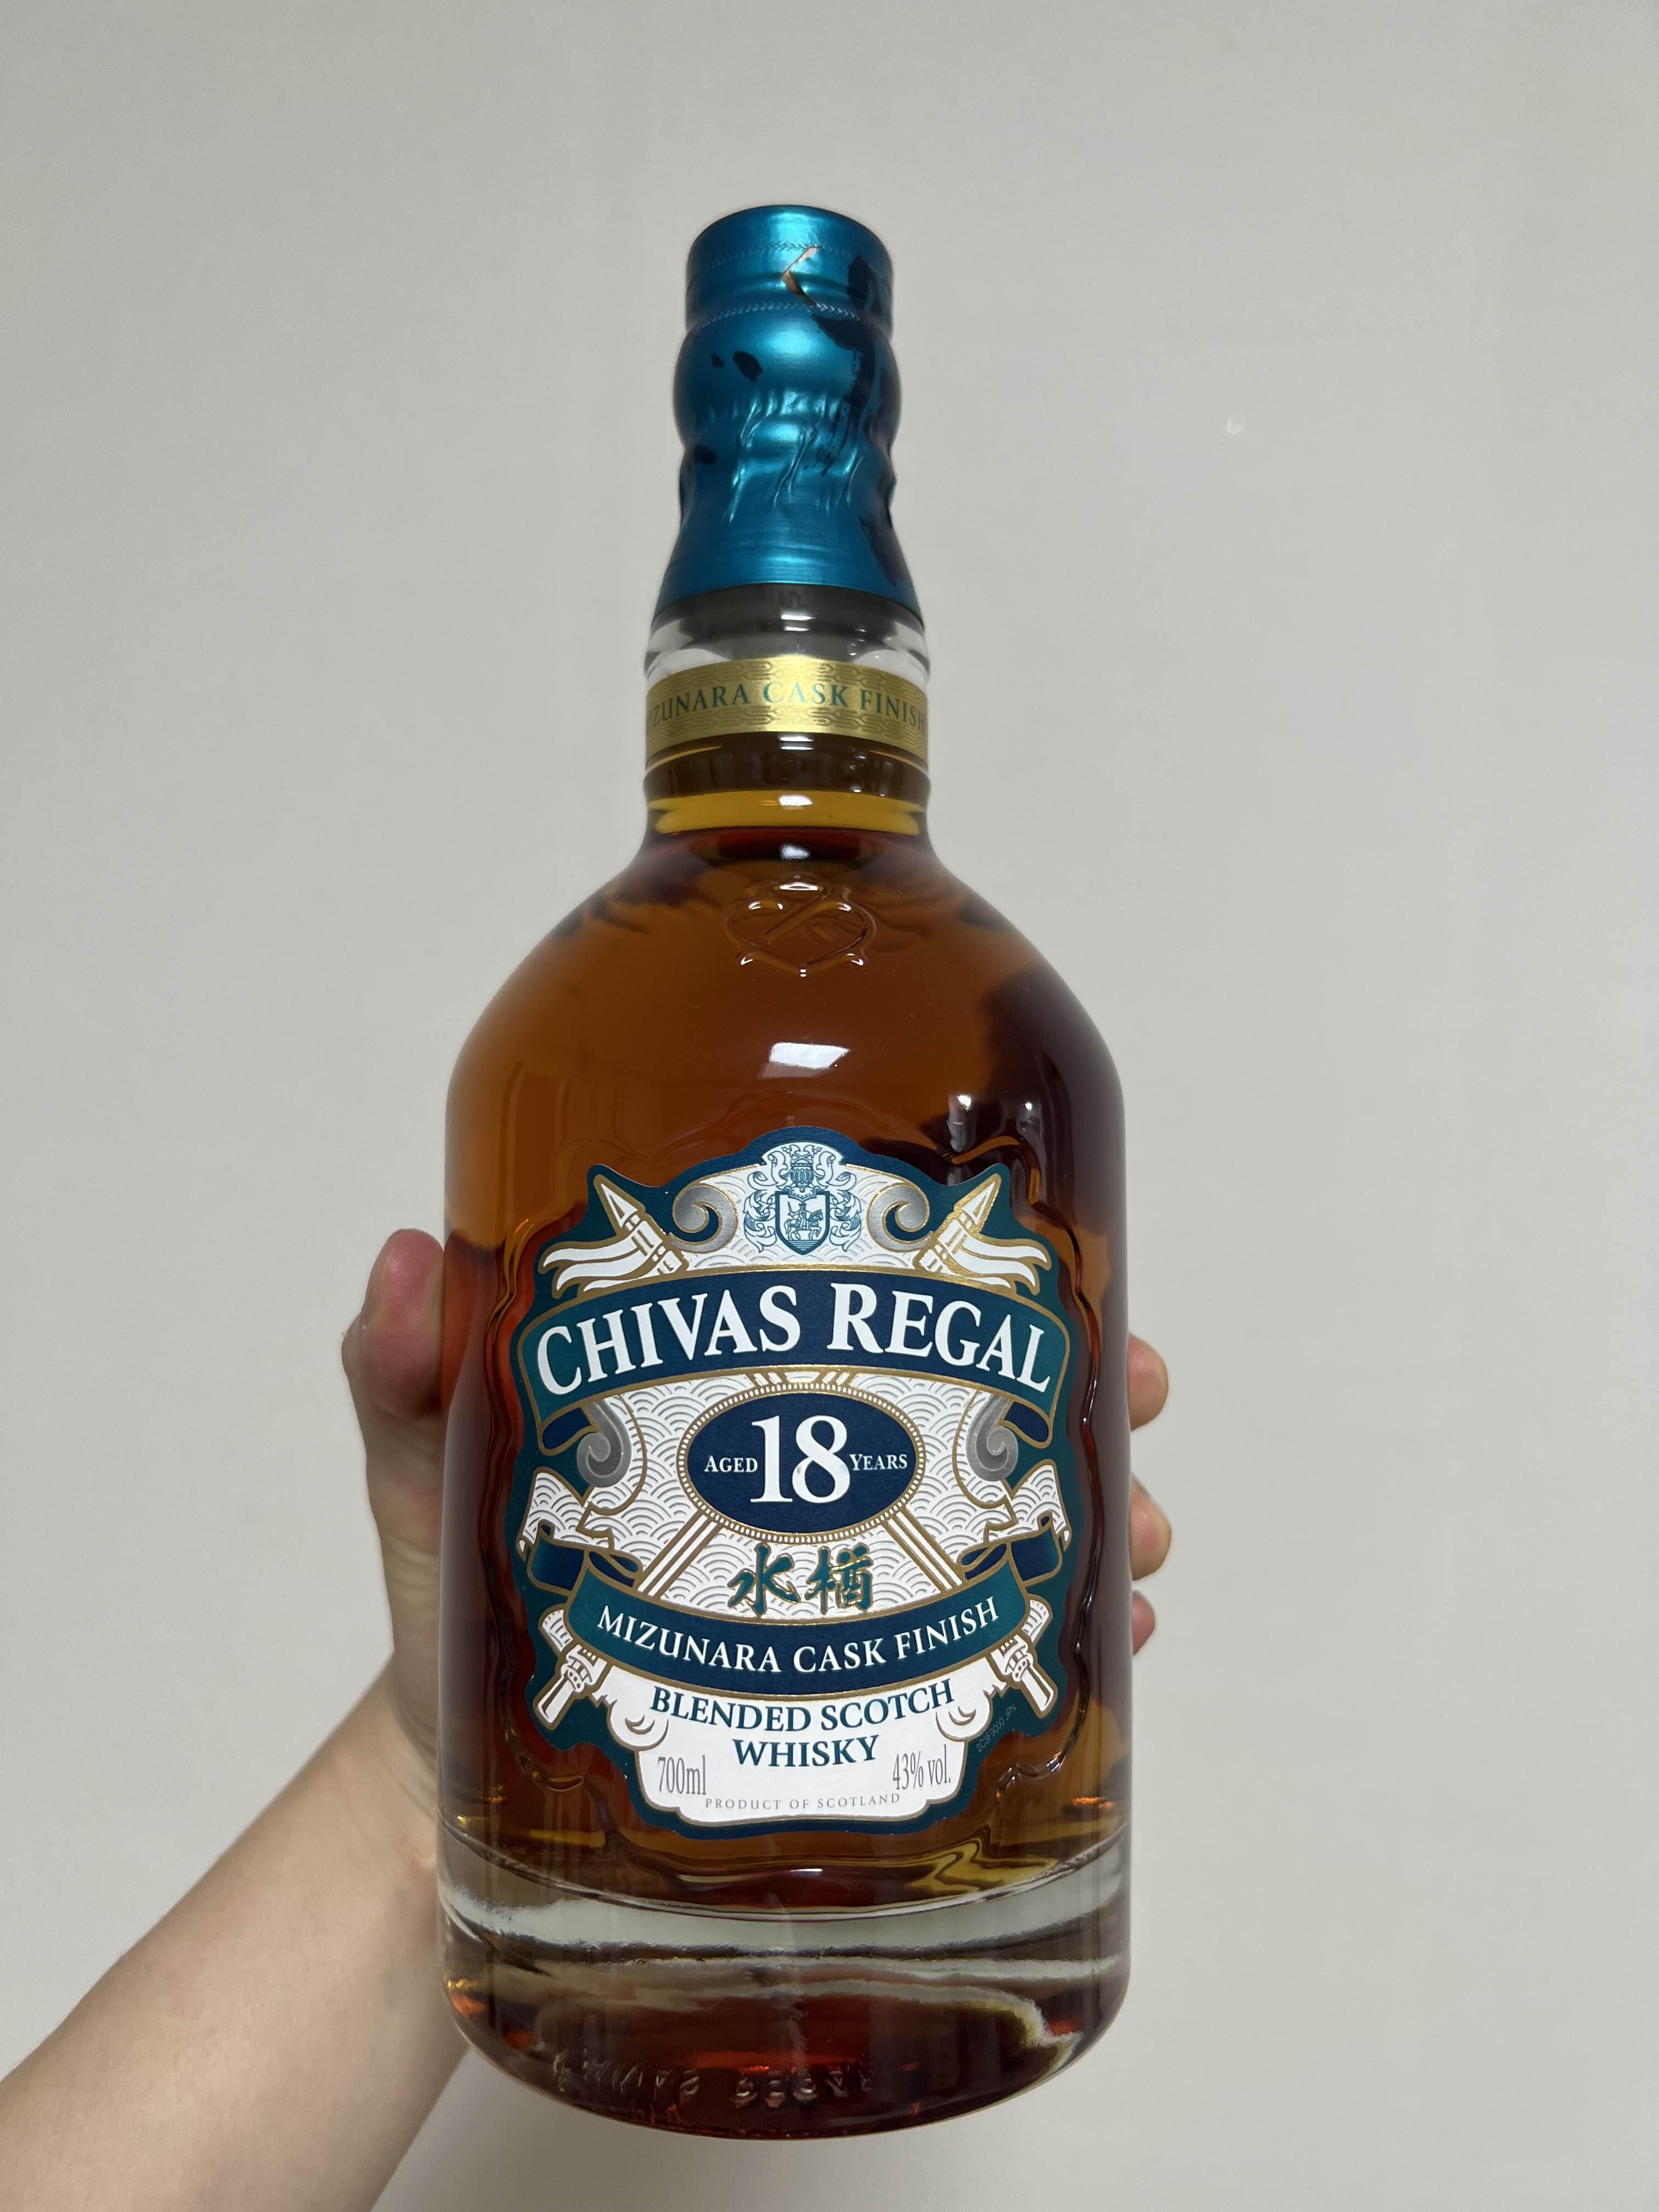 MIZUNARA CASK FINISH
CHIVAS REGAL
AGED 18 YEARS
水楢
MIZUNARA CASK FINISH
BLENDED SCOTCH
WHISKY
700ml
43% vol.
PRODUCT OF SCOTLAND